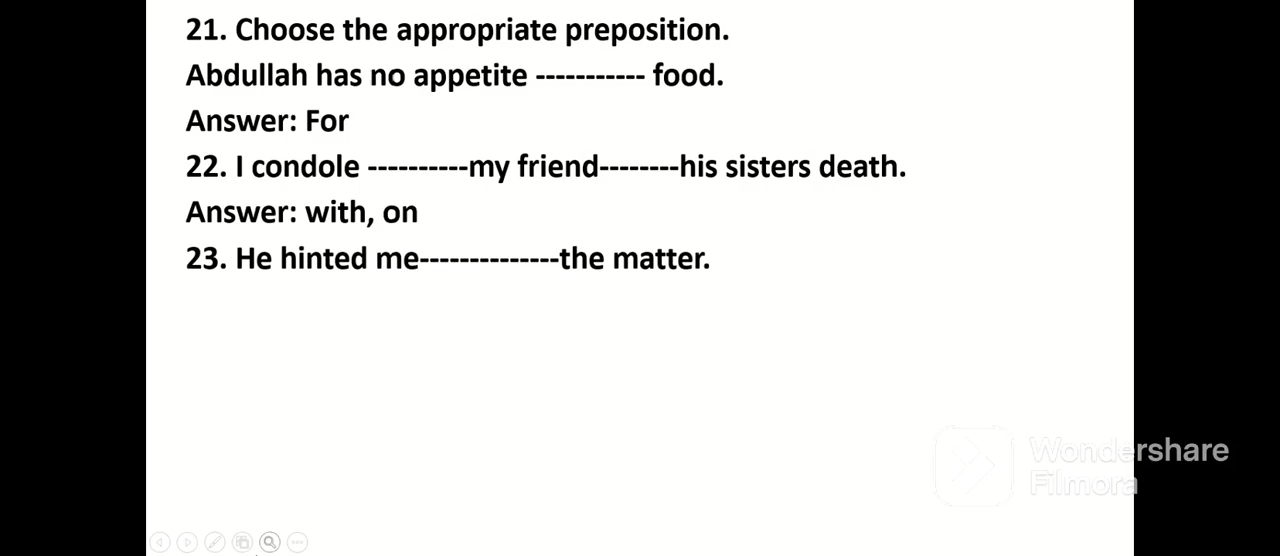 21. Choose the appropriate preposition.
Abdullah has no appetite ----------- food.
Answer: For
22. I condole ----------my friend--------his sisters death.
Answer: with, on
23. He hinted me--------------the matter.
Wondershare
Filmora